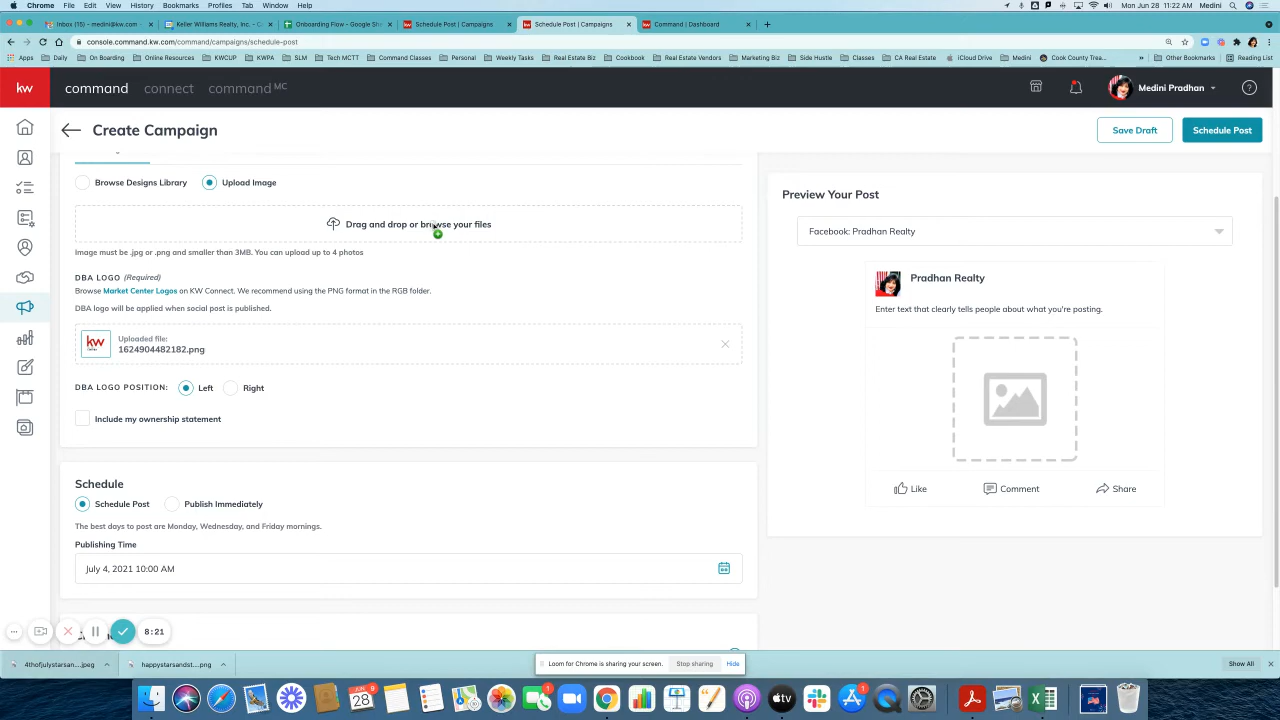 Chrome File Edit View History Bookmarks Profiles Tab Window Help
Mon Jun 28 11:22 AM Medini
Inbox (15) - medini@kw.com
Keller Williams Realty, Inc. - C
Onboarding Flow - Google She
Schedule Post | Campaigns
Schedule Post | Campaigns
Command | Dashboard
console.command.kw.com/command/campaigns/schedule-post
Apps Daily On Boarding Online Resources KWCUP KWPA SLM Tech MCTT Command Classes Personal Weekly Tasks Real Estate Biz Cookbook Real Estate Vendors Marketing Biz Side Hustle Classes CA Real Estate iCloud Drive Medini Cook County Trea... » Other Bookmarks Reading List
kw command connect command MC
Medini Pradhan
Create Campaign
Save Draft
Schedule Post
Browse Designs Library
Upload Image
Drag and drop or browse your files
Image must be .jpg or .png and smaller than 3MB. You can upload up to 4 photos
DBA LOGO (Required)
Browse Market Center Logos on KW Connect. We recommend using the PNG format in the RGB folder.
DBA logo will be applied when social post is published.
kw
Uploaded file:
1624904482182.png
DBA LOGO POSITION: Left Right
Include my ownership statement
Schedule
Schedule Post
Publish Immediately
The best days to post are Monday, Wednesday, and Friday mornings.
Publishing Time
July 4, 2021 10:00 AM
Preview Your Post
Facebook: Pradhan Realty
Pradhan Realty
Enter text that clearly tells people about what you're posting.
Like Comment Share
8:21
4thofjulystarsan....jpeg
happystarsandst....png
Loom for Chrome is sharing your screen.
Stop sharing
Hide
Show All
JUN
28
9
1
1